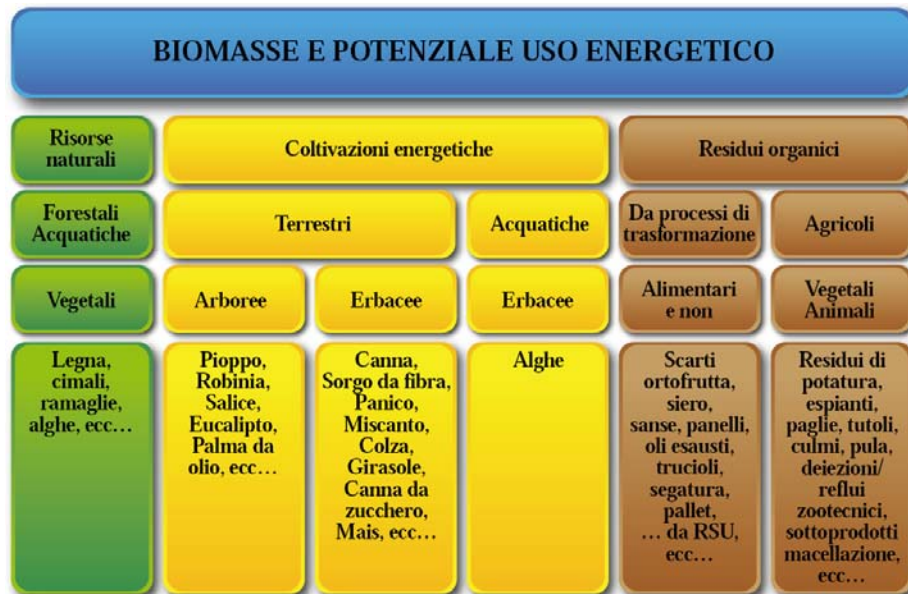 BIOMASSE E POTENZIALE USO ENERGETICO
Risorse
naturali
Coltivazioni energetiche
Residui organici
Forestali
Acquatiche
Terrestri
Acquatiche
Da processi di
trasformazione
Agricoli
Vegetali
Arboree
Erbacee
Erbacee
Alimentari
e non
Vegetali
Animali
Legna,
cimali,
ramaglie,
alghe, ecc…
Pioppo,
Robinia,
Salice,
Eucalipto,
Palma da
olio, ecc…
Canna,
Sorgo da fibra,
Panico,
Miscanto,
Colza,
Girasole,
Canna da
zucchero,
Mais, ecc…
Alghe
Scarti
ortofrutta,
siero,
sanse, panelli,
oli esausti,
trucioli,
segatura,
pallet,
… da RSU,
ecc…
Residui di
potatura,
espianti,
paglie, tutoli,
culmi, pula,
deiezioni/
reflui
zootecnici,
sottoprodotti
macellazione,
ecc…